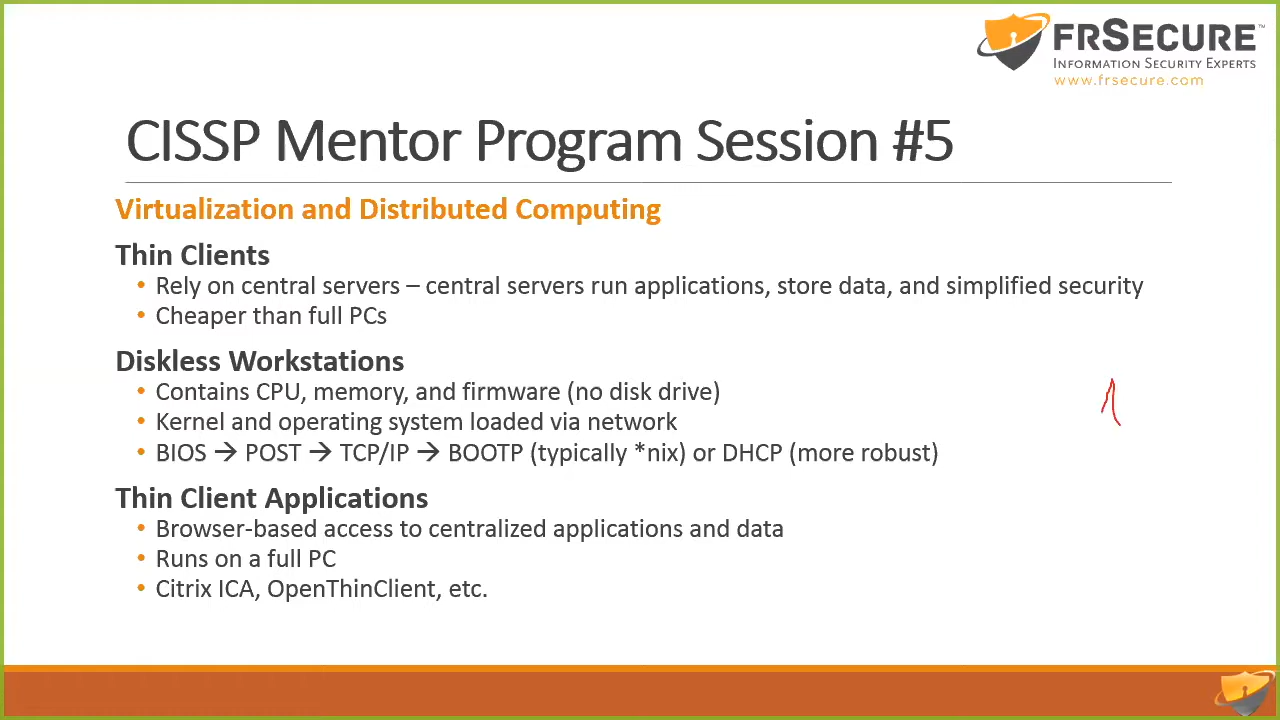 FRSECURE™
INFORMATION SECURITY EXPERTS
www.frsecure.com
CISSP Mentor Program Session #5
Virtualization and Distributed Computing
Thin Clients
• Rely on central servers – central servers run applications, store data, and simplified security
• Cheaper than full PCs
Diskless Workstations
• Contains CPU, memory, and firmware (no disk drive)
• Kernel and operating system loaded via network
• BIOS → POST → TCP/IP → BOOTP (typically *nix) or DHCP (more robust)
Thin Client Applications
• Browser-based access to centralized applications and data
• Runs on a full PC
• Citrix ICA, OpenThinClient, etc.